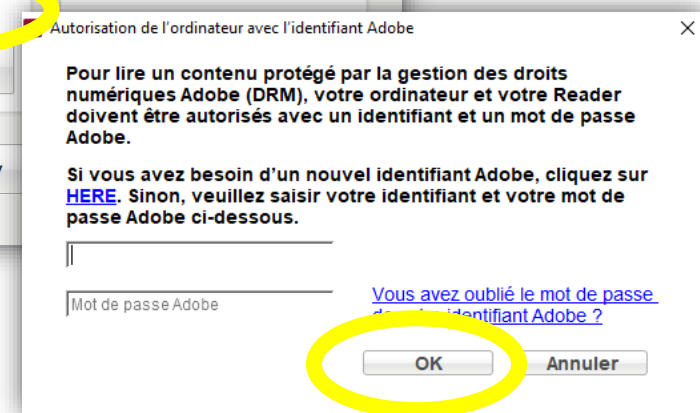 Autorisation de l'ordinateur avec l'identifiant Adobe
Pour lire un contenu protégé par la gestion des droits
numériques Adobe (DRM), votre ordinateur et votre Reader
doivent être autorisés avec un identifiant et un mot de passe
Adobe.
Si vous avez besoin d'un nouvel identifiant Adobe, cliquez sur
HERE. Sinon, veuillez saisir votre identifiant et votre mot de
passe Adobe ci-dessous.
Mot de passe Adobe
Vous avez oublié le mot de passe
identifiant Adobe ?
OK
Annuler